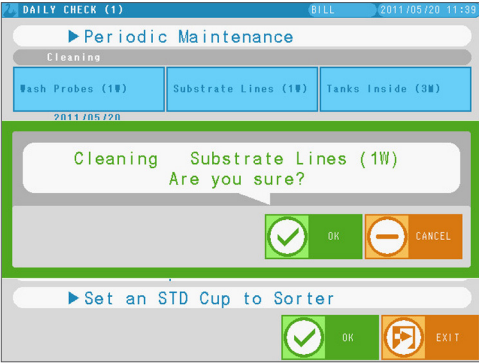 DAILY CHECK (1) BILL 2011/05/20 11:39
▶Periodic Maintenance
Cleaning
Wash Probes (1W) Substrate Lines (1W) Tanks Inside (3M)
2011/05/20
Cleaning Substrate Lines (1W)
Are you sure?
OK CANCEL
▶Set an STD Cup to Sorter
OK EXIT